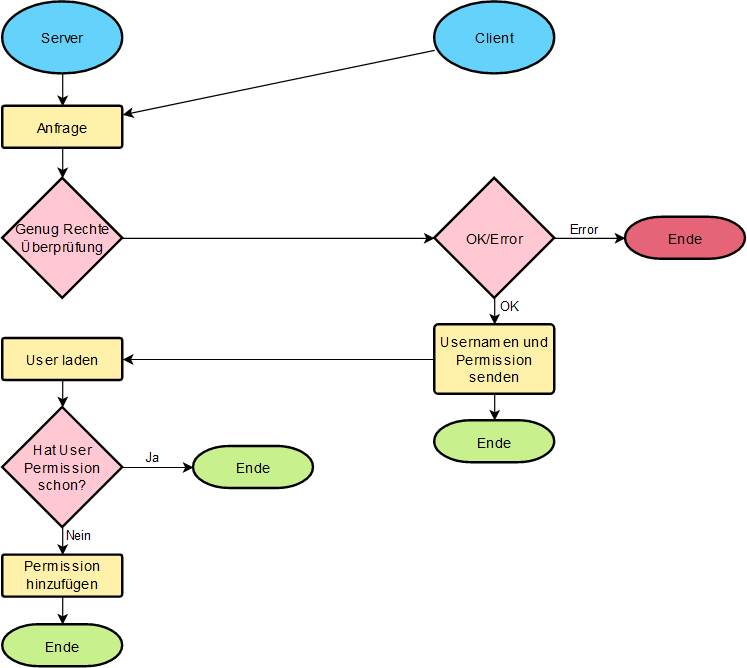 Server
Client
Anfrage
Genug Rechte
Überprüfung
OK/Error
Error
Ende
OK
Usernamen und
Permission
senden
User laden
Ende
Hat User
Permission
schon?
Ja
Ende
Nein
Permission
hinzufügen
Ende